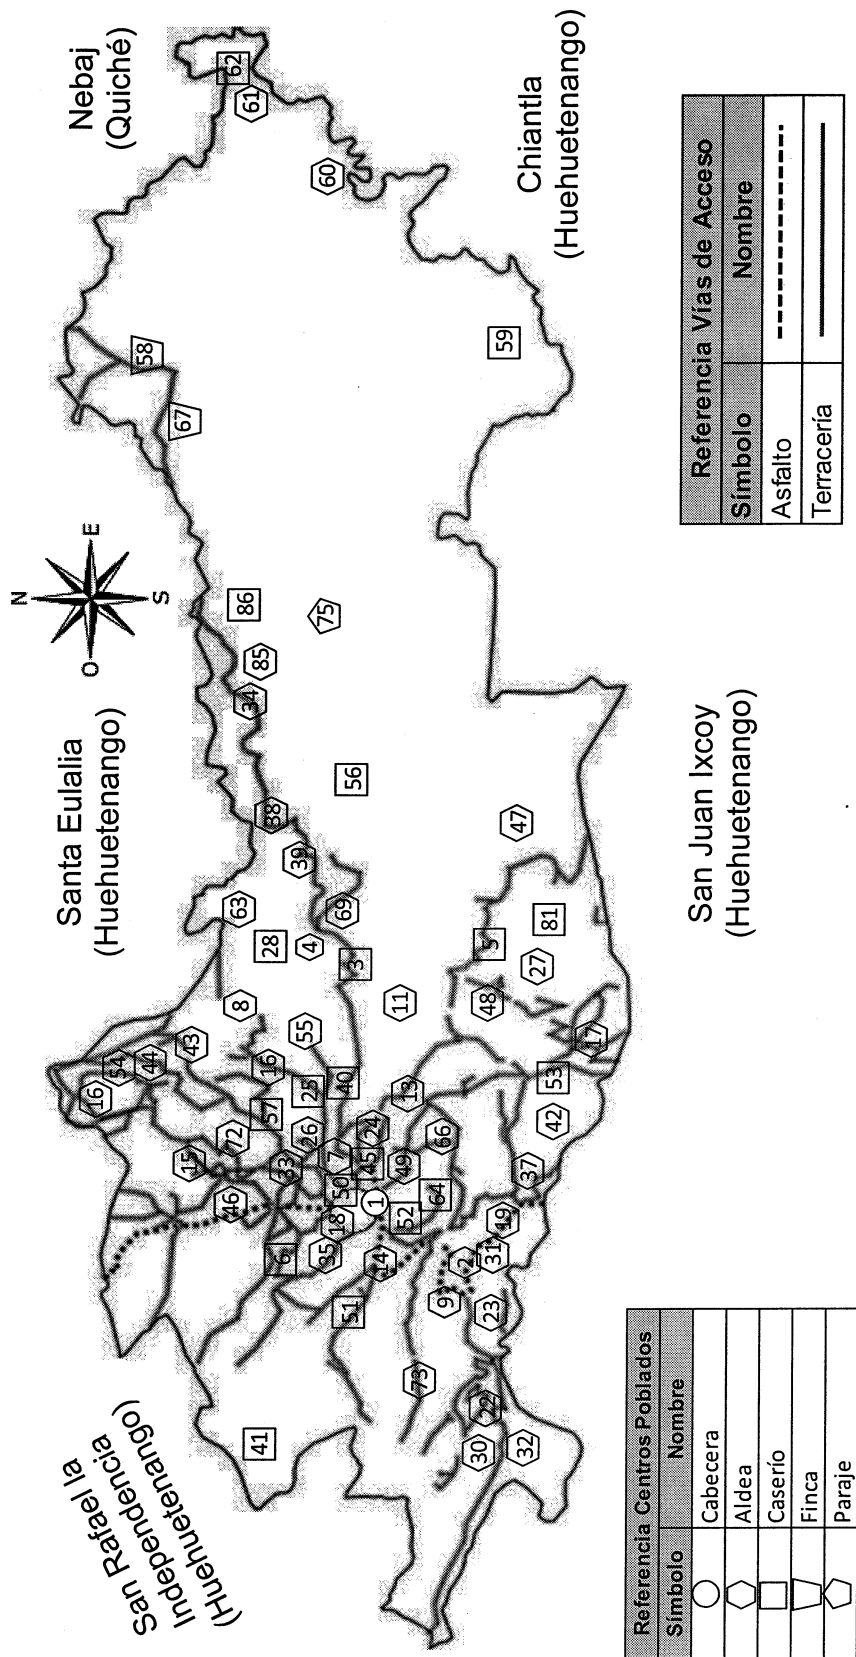 Nebaj
(Quiché)
Santa Eulalia
(Huehuetenango)
San Rafael la
Independencia
(Huehuetenango)
Chiantla
(Huehuetenango)
San Juan Ixcoy
(Huehuetenango)
N
E
S
O
62
61
60
58
59
67
86
75
85
34
56
38
47
39
63
69
28
4
3
5
81
27
8
11
48
55
17
43
44
54
16
16
40
25
13
53
57
42
72
26
24
66
15
33
7
45
49
37
46
50
1
64
18
52
19
6
35
14
2
31
9
51
23
73
22
41
30
32
Referencia Vías de Acceso
Símbolo Nombre
Asfalto
Terracería
Referencia Centros Poblados
Símbolo Nombre
Cabecera
Aldea
Caserío
Finca
Paraje